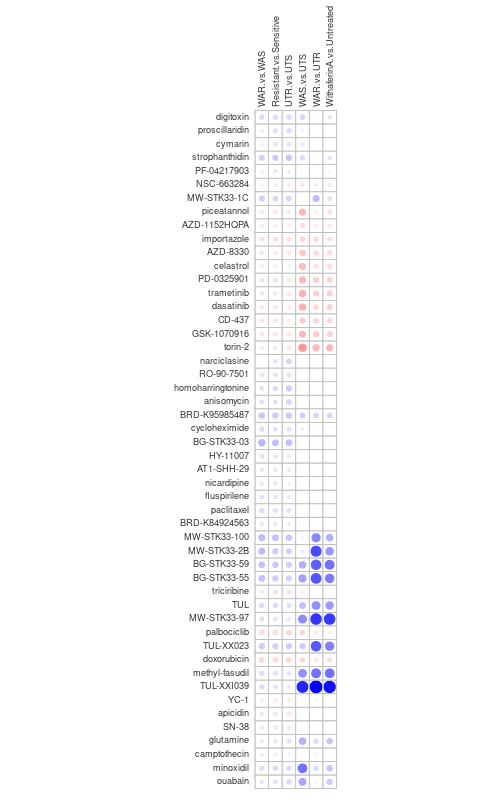 WAR.vs.WAS
Resistant.vs.Sensitive
UTR.vs.UTS
WAS.vs.UTS
WAR.vs.UTR
WithaferinA.vs.Untreated
digitoxin
proscillaridin
cymarin
strophanthidin
PF-04217903
NSC-663284
MW-STK33-1C
piceatannol
AZD-1152HQPA
importazole
AZD-8330
celastrol
PD-0325901
trametinib
dasatinib
CD-437
GSK-1070916
torin-2
narciclasine
RO-90-7501
homoharringtonine
anisomycin
BRD-K95985487
cycloheximide
BG-STK33-03
HY-11007
AT1-SHH-29
nicardipine
fluspirilene
paclitaxel
BRD-K84924563
MW-STK33-100
MW-STK33-2B
BG-STK33-59
BG-STK33-55
triciribine
TUL
MW-STK33-97
palbociclib
TUL-XX023
doxorubicin
methyl-fasudil
TUL-XXI039
YC-1
apicidin
SN-38
glutamine
camptothecin
minoxidil
ouabain